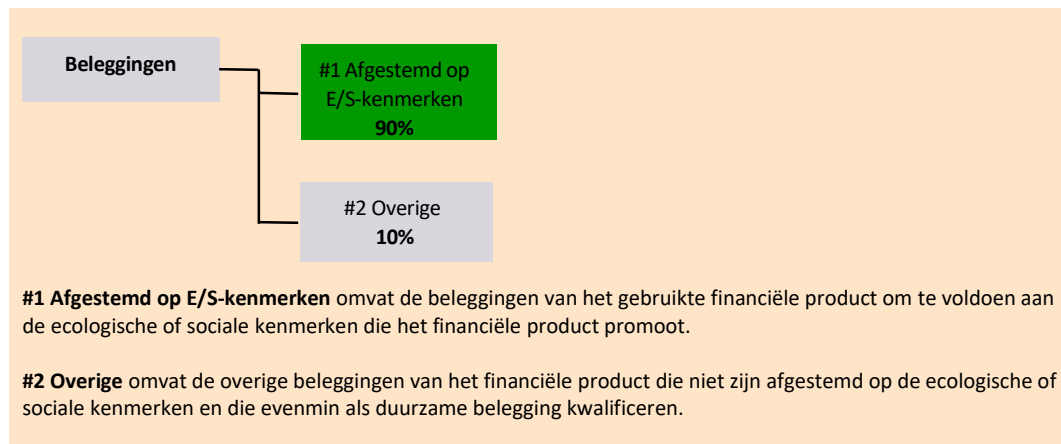 Beleggingen
#1 Afgestemd op
E/S-kenmerken
90%
#2 Overige
10%
#1 Afgestemd op E/S-kenmerken omvat de beleggingen van het gebruikte financiële product om te voldoen aan
de ecologische of sociale kenmerken die het financiële product promoot.
#2 Overige omvat de overige beleggingen van het financiële product die niet zijn afgestemd op de ecologische of
sociale kenmerken en die evenmin als duurzame belegging kwalificeren.